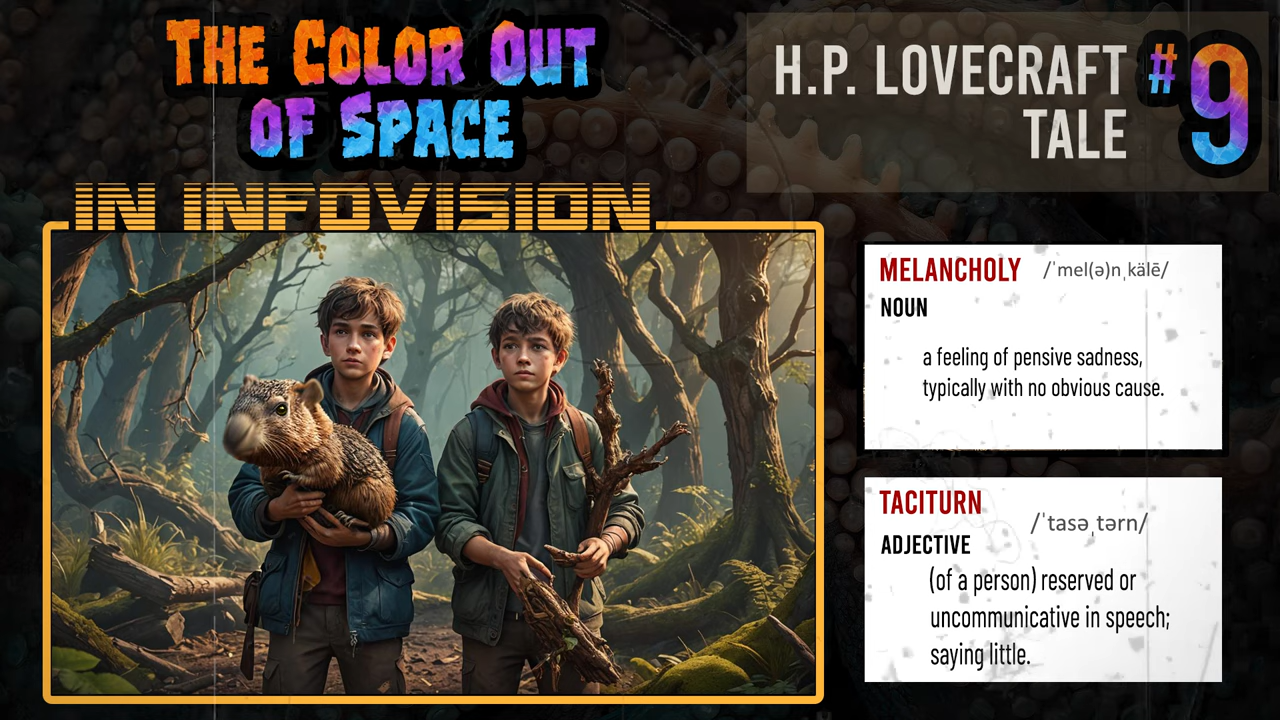 THE COLOR OUT
OF SPACE
H.P. LOVECRAFT #9
TALE
IN INFOVISION
MELANCHOLY /ˈmel(ə)nˌkälē/
NOUN
a feeling of pensive sadness,
typically with no obvious cause.
TACITURN
/ˈtasəˌtərn/
ADJECTIVE
(of a person) reserved or
uncommunicative in speech;
saying little.